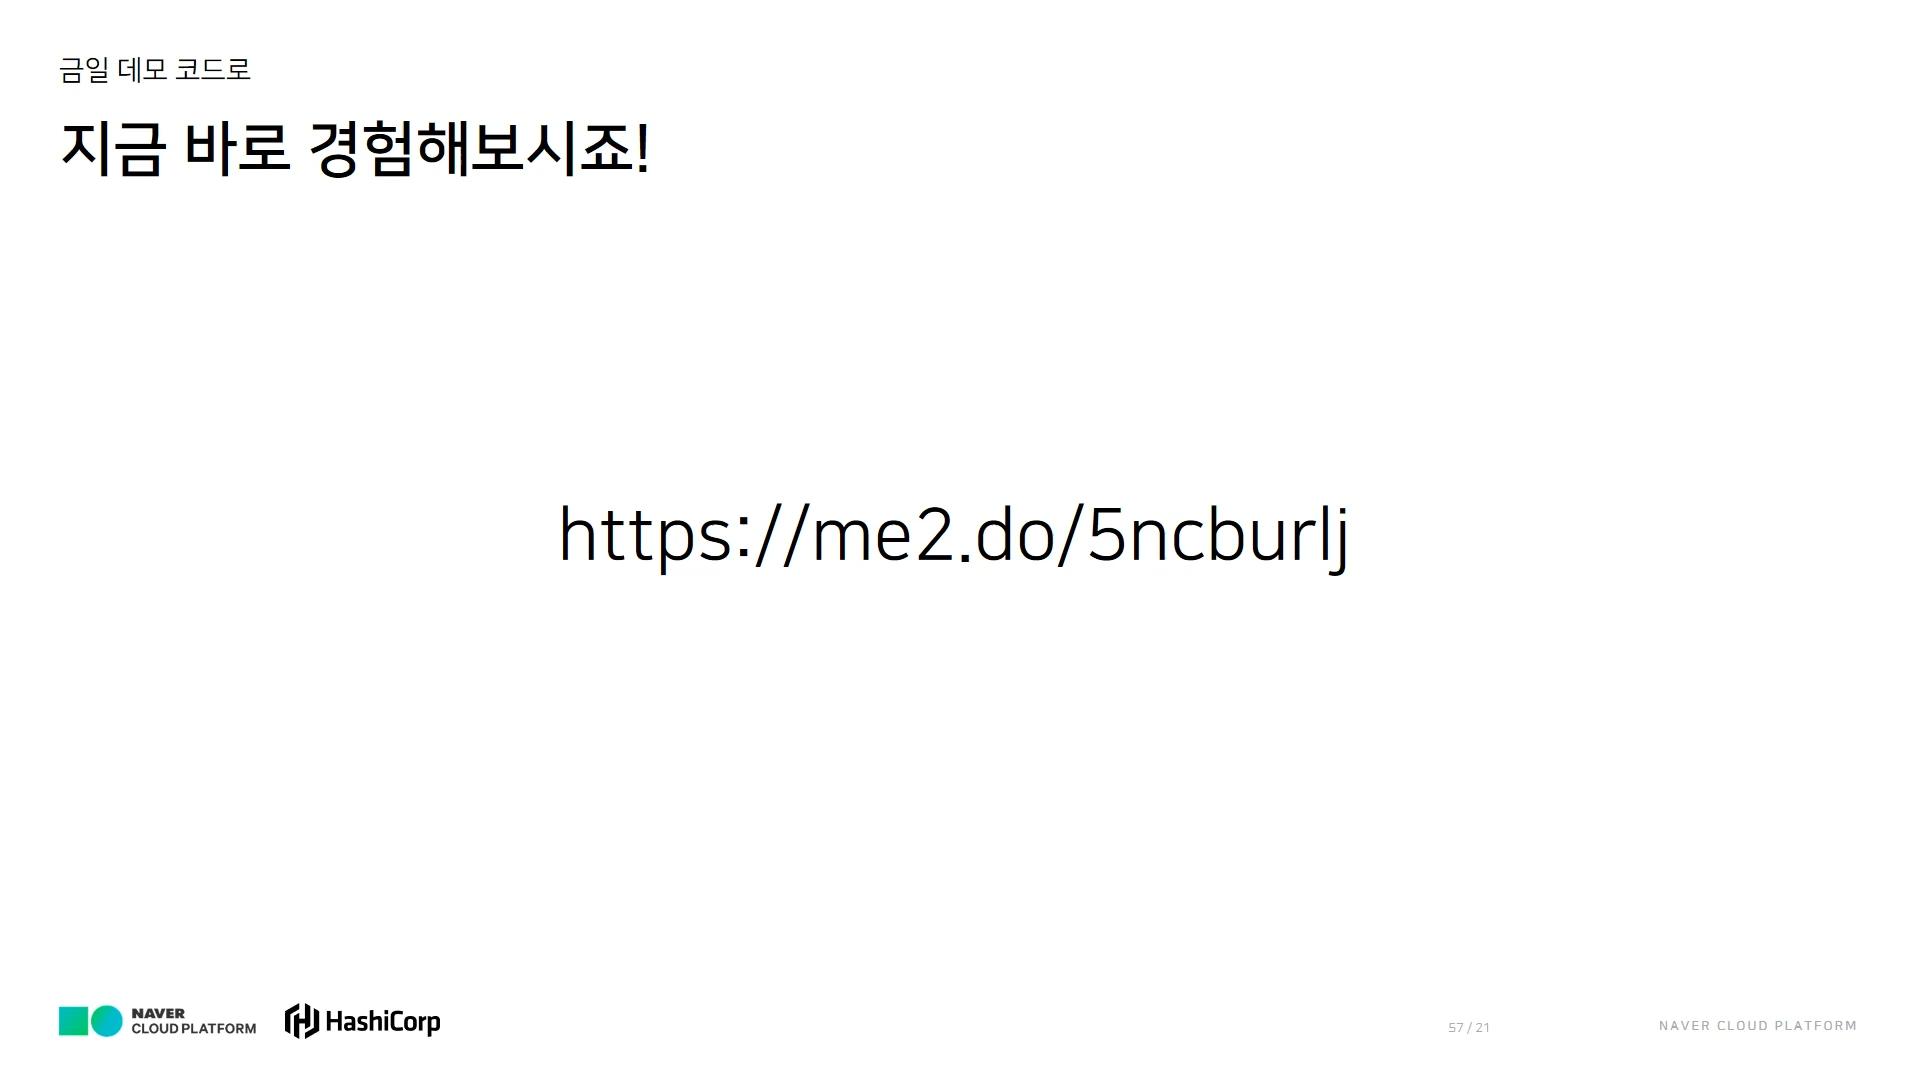 금일 데모 코드로
지금 바로 경험해보시죠!
https://me2.do/5ncburlj
NAVER
CLOUD PLATFORM
HashiCorp
57 / 21
NAVER CLOUD PLATFORM